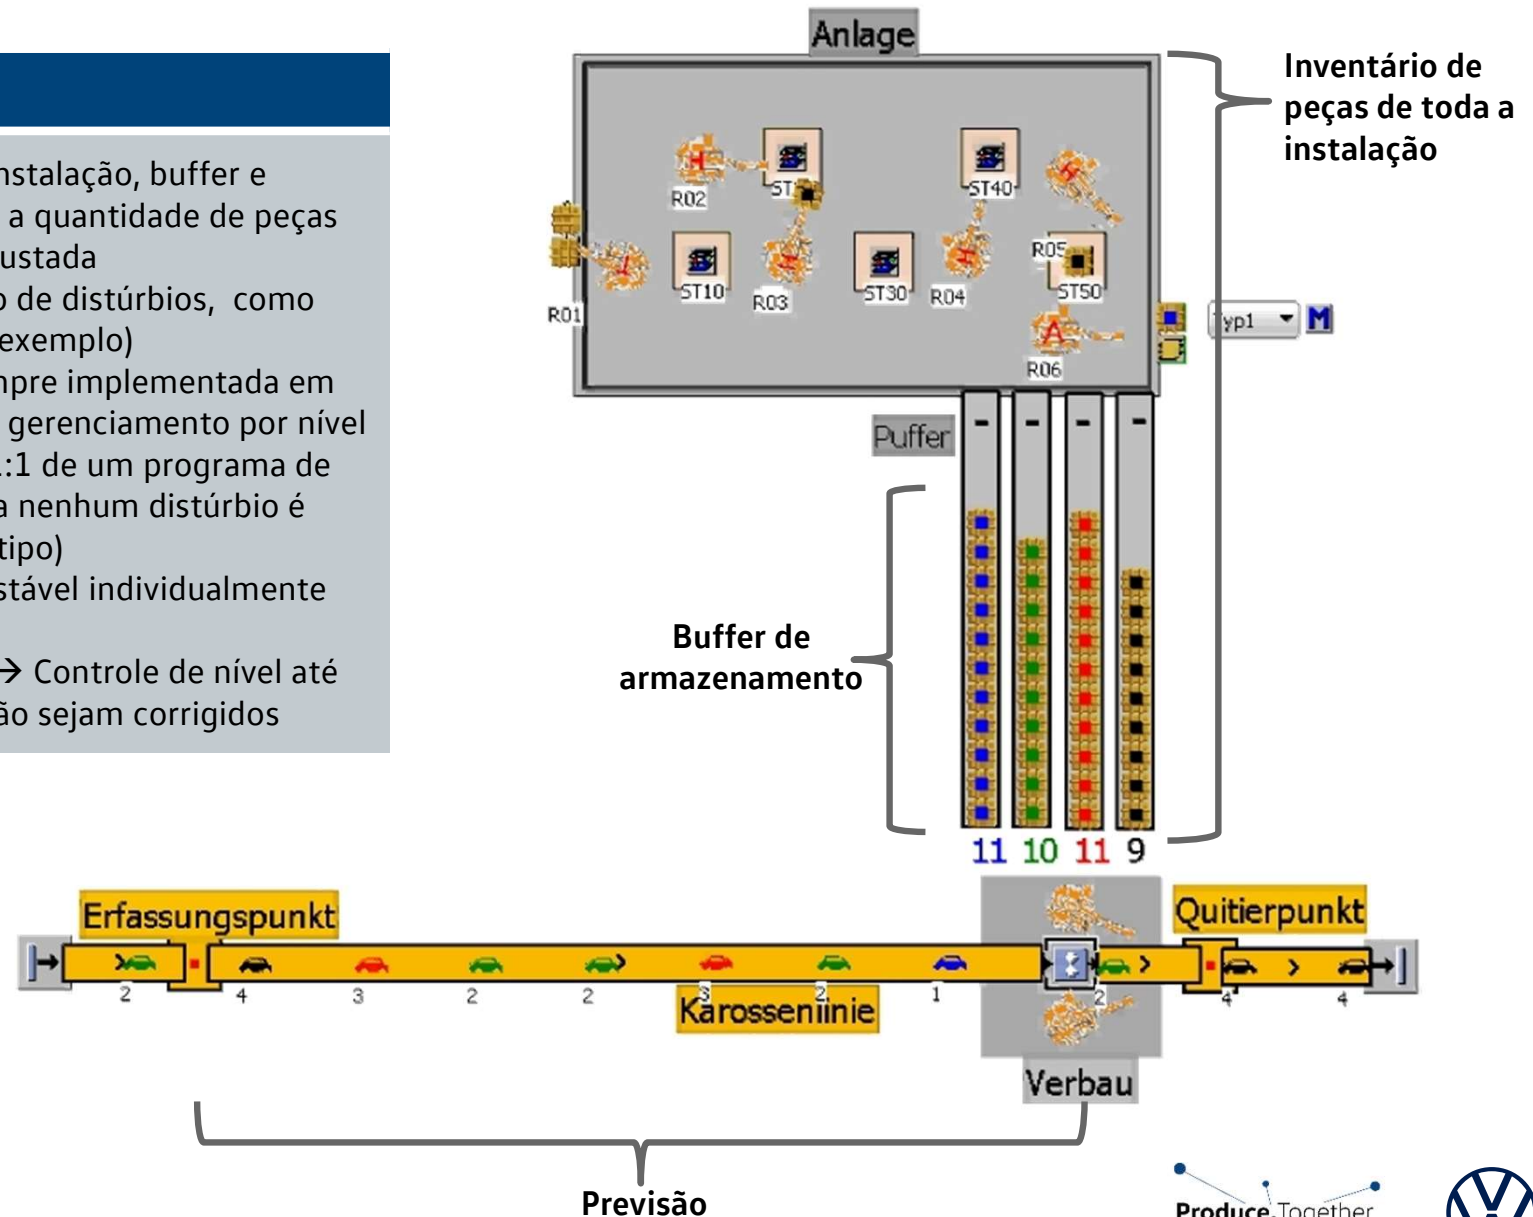 Anlage
Inventário de
peças de toda a
instalação
nstalação, buffer e
a quantidade de peças
ustada
o de distúrbios, como
exemplo)
npre implementada em
gerenciamento por nível
:1 de um programa de
a nenhum distúrbio é
tipo)
stável individualmente
→ Controle de nível até
ão sejam corrigidos
R02
ST40
R01
ST10
R03
ST30
R04
R05
ST50
R06
Typ1
M
Puffer
Buffer de
armazenamento
11 10 11 9
Erfassungspunkt
Quitierpunkt
2 4 3 2 2 3 2 1 2 4 4
Karossenlinie
Verbau
Previsão
Produce.Together